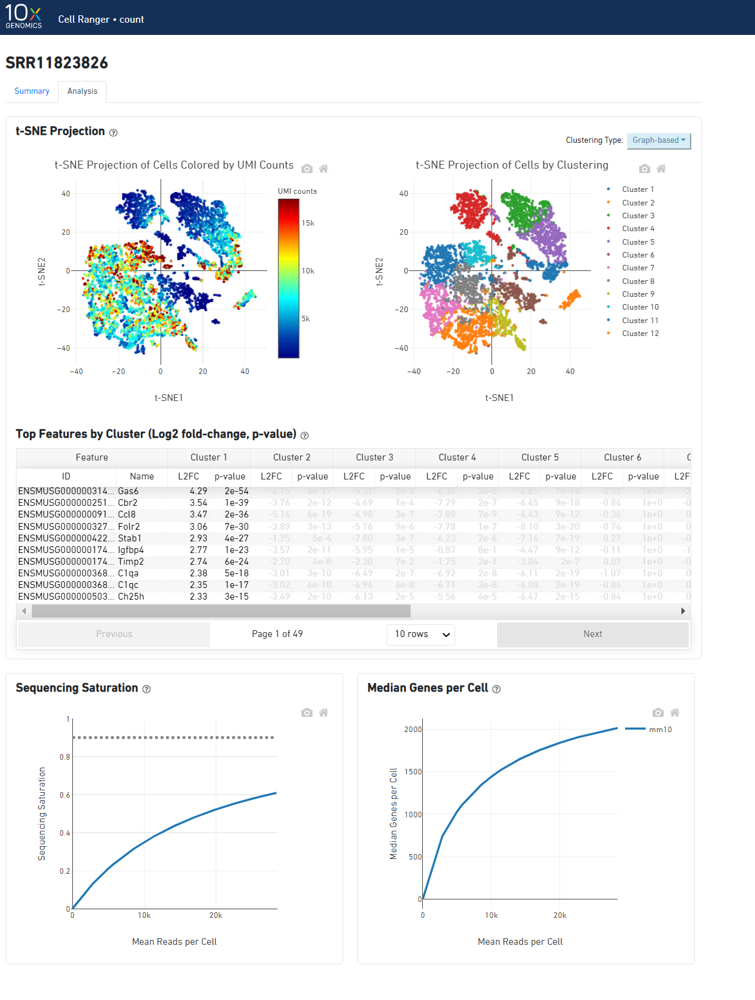 10x
GENOMICS
Cell Ranger • count
SRR11823826
Summary Analysis
t-SNE Projection ?
Clustering Type: Graph-based
t-SNE Projection of Cells Colored by UMI Counts
40
20
0
−20
−40
−40 −20 0 20 40
t-SNE1
t-SNE2
UMI counts
15k
10k
5k
t-SNE Projection of Cells by Clustering
40
20
0
−20
−40
−40 −20 0 20 40
t-SNE1
t-SNE2
Cluster 1
Cluster 2
Cluster 3
Cluster 4
Cluster 5
Cluster 6
Cluster 7
Cluster 8
Cluster 9
Cluster 10
Cluster 11
Cluster 12
Top Features by Cluster (Log2 fold-change, p-value) ?
Feature Cluster 1 Cluster 2 Cluster 3 Cluster 4 Cluster 5 Cluster 6 C
ID Name L2FC p-value L2FC p-value L2FC p-value L2FC p-value L2FC p-value L2FC p-value L2F
ENSMUSG000000314... Gas6 4.29 2e-54 -6.15 4e-17 -5.31 2e-4 -6.32 3e-5 -6.65 7e-14 -0.31 1e+0 -2
ENSMUSG000000251... Cbr2 3.54 1e-39 -3.76 2e-12 -4.69 1e-4 -7.29 2e-7 -6.45 9e-18 -0.84 1e+0 -0
ENSMUSG000000091... Ccl8 3.47 2e-36 -5.16 6e-19 -6.98 3e-7 -7.89 7e-9 -4.43 9e-12 -0.36 1e+0 0
ENSMUSG000000327... Folr2 3.06 7e-30 -3.89 3e-13 -5.76 9e-6 -7.78 1e-7 -8.10 3e-20 -0.74 1e+0 0
ENSMUSG000000422... Stab1 2.93 4e-27 -1.75 5e-4 -7.80 3e-7 -6.23 2e-6 -7.14 7e-19 0.27 1e+0 -0
ENSMUSG000000174... Igfbp4 2.77 1e-23 -3.57 2e-11 -5.95 1e-5 -0.87 8e-1 -4.47 9e-12 -0.11 1e+0 -1
ENSMUSG000000174... Timp2 2.74 6e-24 -2.70 4e-8 -2.30 7e-2 -1.75 2e-1 -3.04 2e-7 0.07 1e+0 -0
ENSMUSG000000368... C1qa 2.38 5e-18 -3.01 3e-10 -6.49 2e-7 -6.92 2e-8 -6.11 2e-19 -1.07 1e+0 0
ENSMUSG000000368... C1qc 2.35 1e-17 -3.02 6e-10 -6.94 6e-8 -6.71 3e-8 -6.08 2e-19 -0.84 1e+0 0
ENSMUSG000000503... Ch25h 2.33 3e-15 -3.49 2e-10 -6.13 2e-5 -5.56 4e-5 -6.47 2e-15 -0.84 1e+0 0
Previous Page 1 of 49 10 rows Next
Sequencing Saturation ?
1
0.8
0.6
0.4
0.2
0
0 10k 20k
Mean Reads per Cell
Sequencing Saturation
Median Genes per Cell ?
2000
1500
1000
500
0
0 10k 20k
Mean Reads per Cell
Median Genes per Cell
mm10